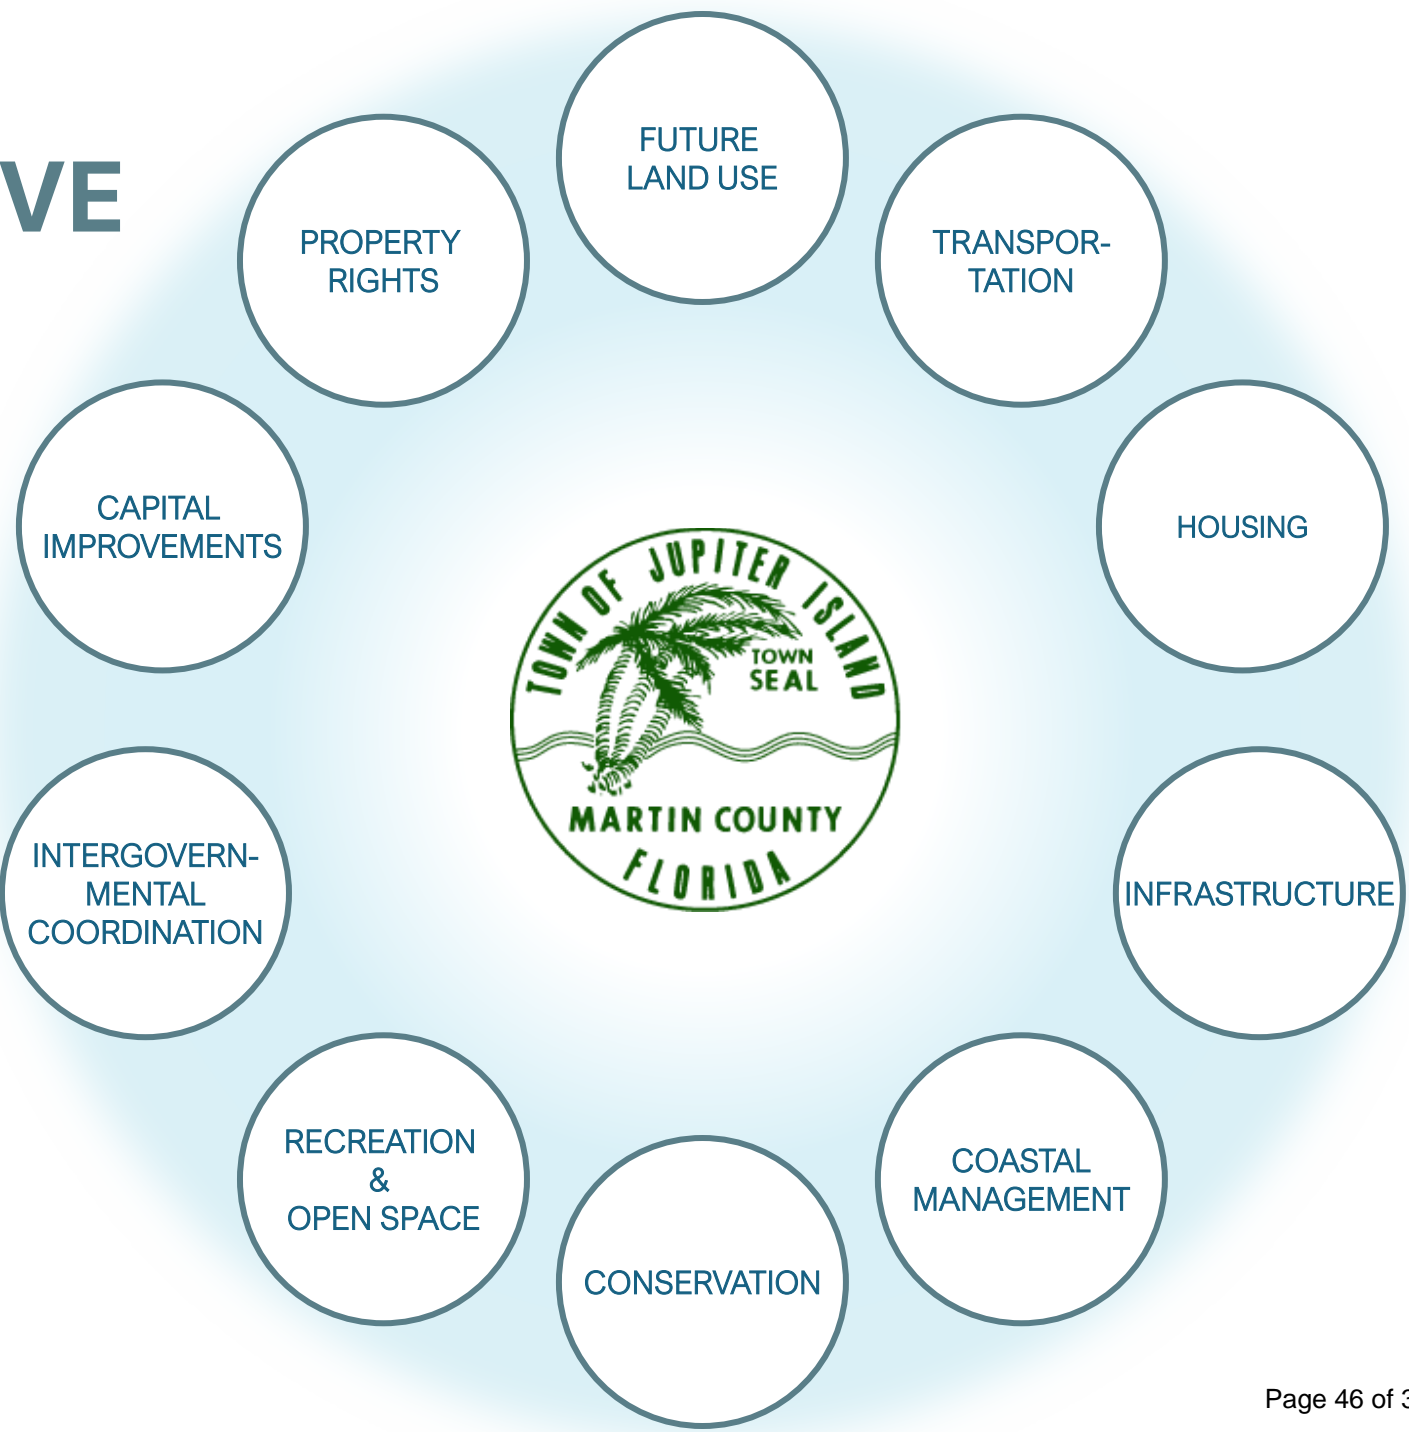 VE
FUTURE
LAND USE
PROPERTY
RIGHTS
TRANSPOR-
TATION
CAPITAL
IMPROVEMENTS
HOUSING
TOWN OF JUPITER ISLAND
TOWN
SEAL
MARTIN COUNTY
FLORIDA
INTERGOVERN-
MENTAL
COORDINATION
INFRASTRUCTURE
RECREATION
&
OPEN SPACE
COASTAL
MANAGEMENT
CONSERVATION
Page 46 of 3